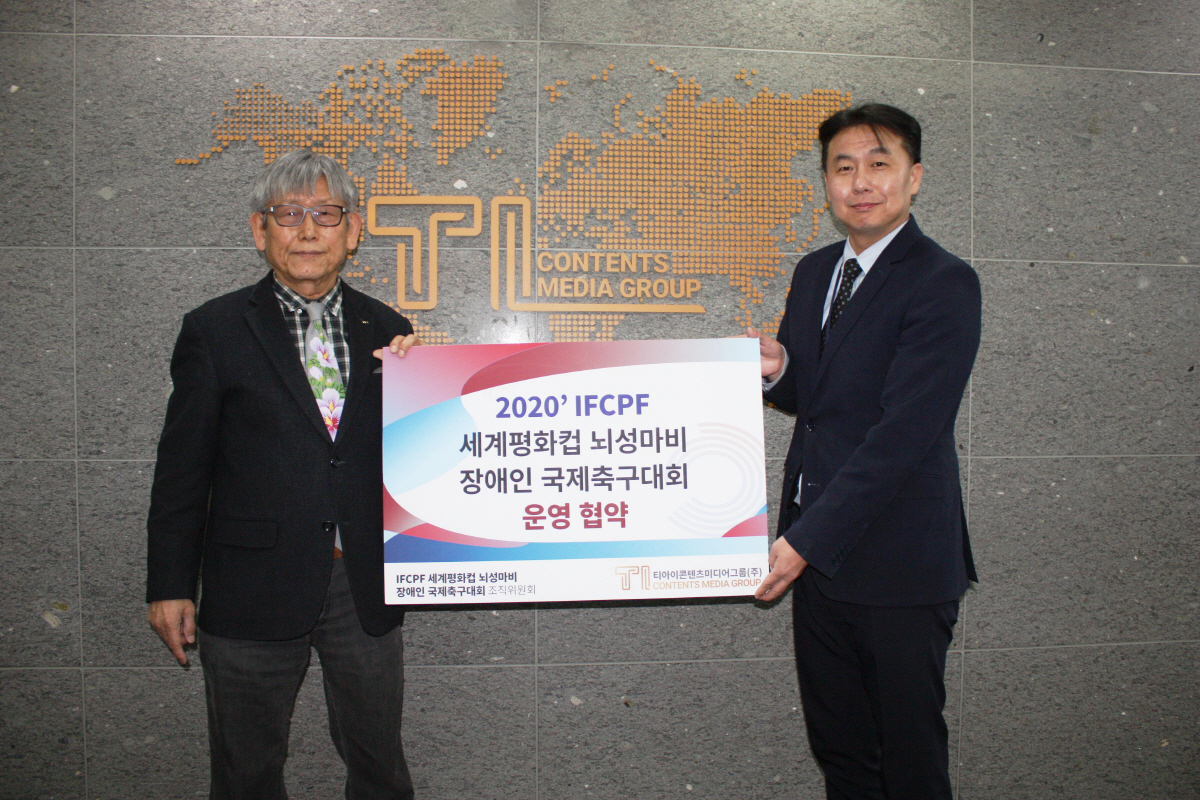 TI
CONTENTS
MEDIA GROUP
2020' IFCPF
세계평화컵 뇌성마비
장애인 국제축구대회
운영 협약
IFCPF 세계평화컵 뇌성마비
장애인 국제축구대회 조직위원회
TI 티아이콘텐츠미디어그룹(주)
CONTENTS MEDIA GROUP